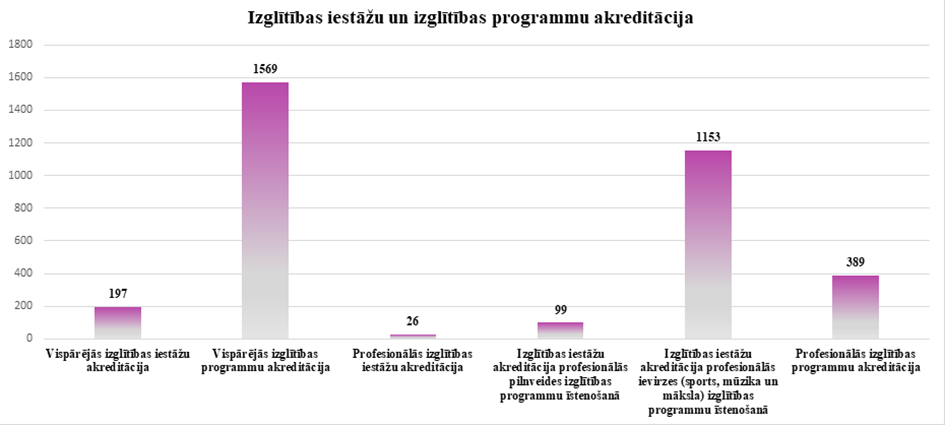 Izglītības iestāžu un izglītības programmu akreditācija
1800
1600
1400
1200
1000
800
600
400
200
0
197
1569
26
99
1153
389
Vispārējās izglītības iestāžu
akreditācija
Vispārējās izglītības
programmu akreditācija
Profesionālās izglītības
iestāžu akreditācija
Izglītības iestāžu
akreditācija profesionālās
pilnveides izglītības
programmu īstenošanā
Izglītības iestāžu
akreditācija profesionālās
ievirzes (sports, mūzika un
māksla) izglītības
programmu īstenošanā
Profesionālās izglītības
programmu akreditācija